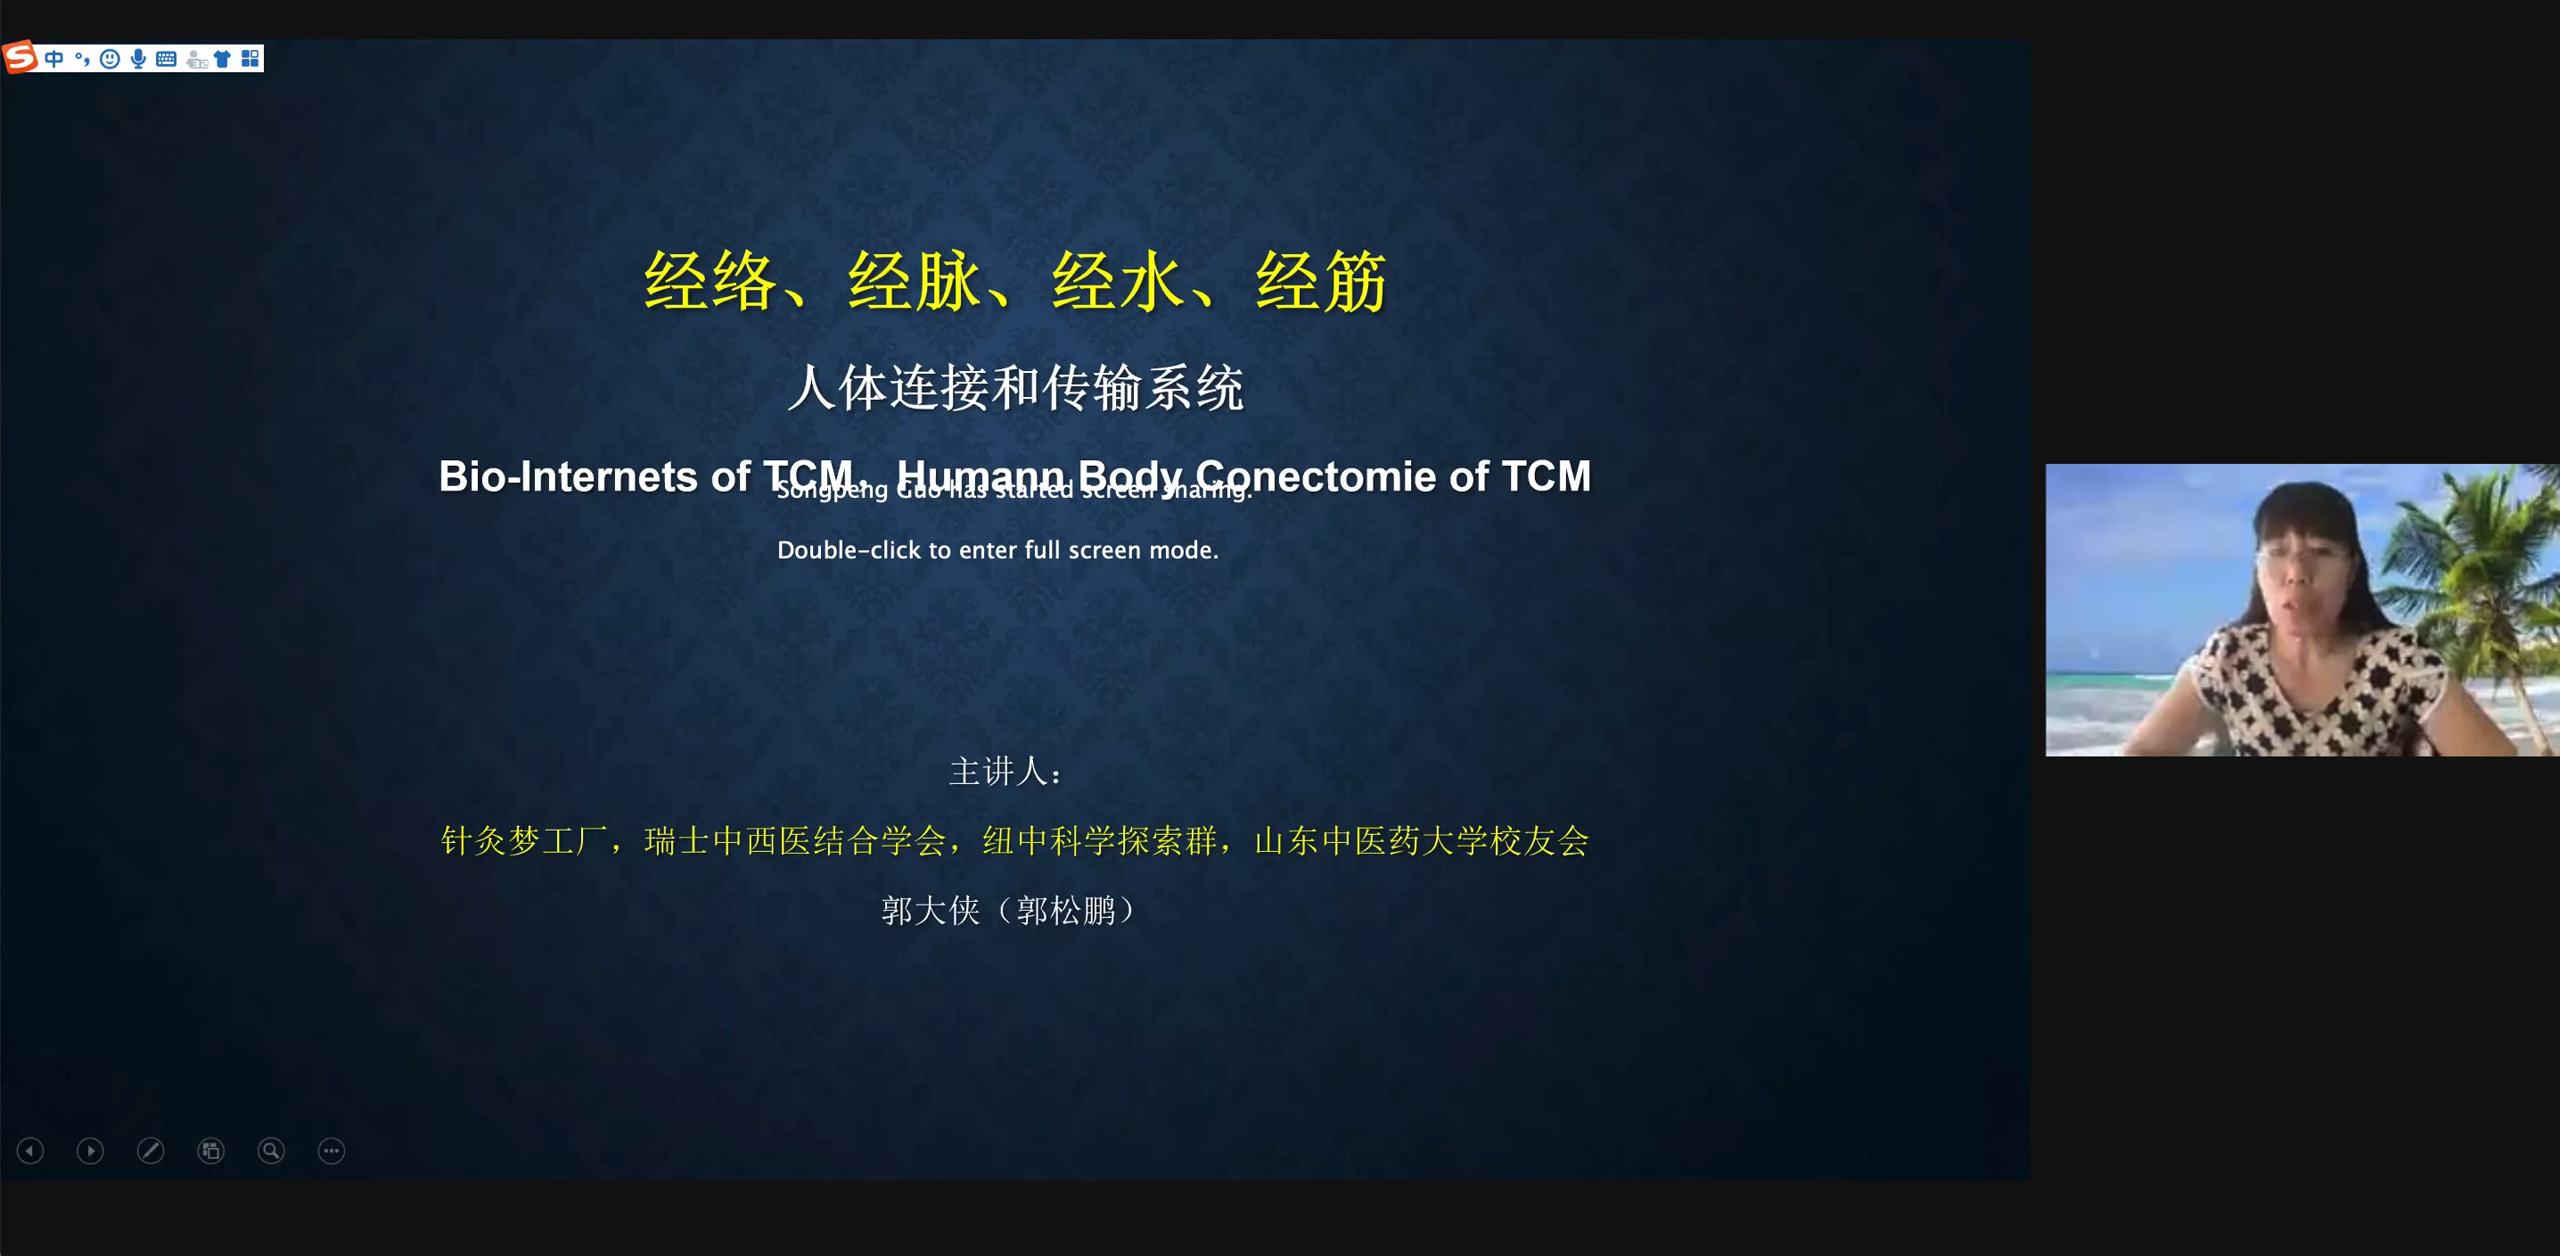 中
经络、经脉、经水、经筋
人体连接和传输系统
Bio-Internets of TCM，Humann Body Conectomie of TCM
Songpeng Guo has started screen sharing.
Double-click to enter full screen mode.
主讲人：
针灸梦工厂，瑞士中西医结合学会，纽中科学探索群，山东中医药大学校友会
郭大侠（郭松鹏）